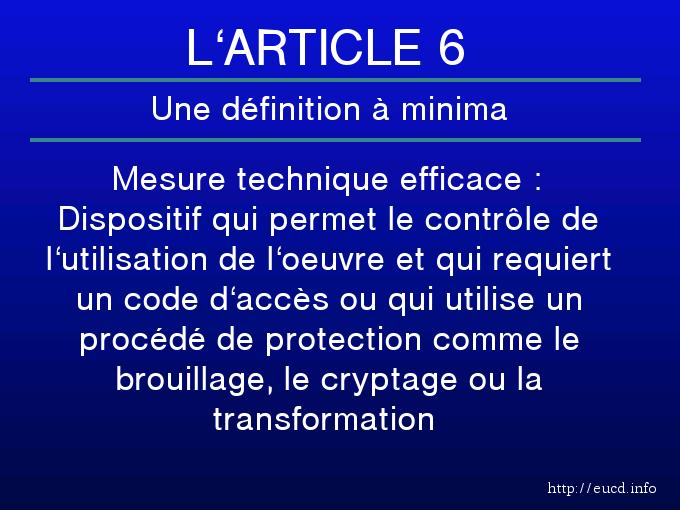 L‘ARTICLE 6
Une définition à minima
Mesure technique efficace :
Dispositif qui permet le contrôle de
l‘utilisation de l‘oeuvre et qui requiert
un code d‘accès ou qui utilise un
procédé de protection comme le
brouillage, le cryptage ou la
transformation
http://eucd.info